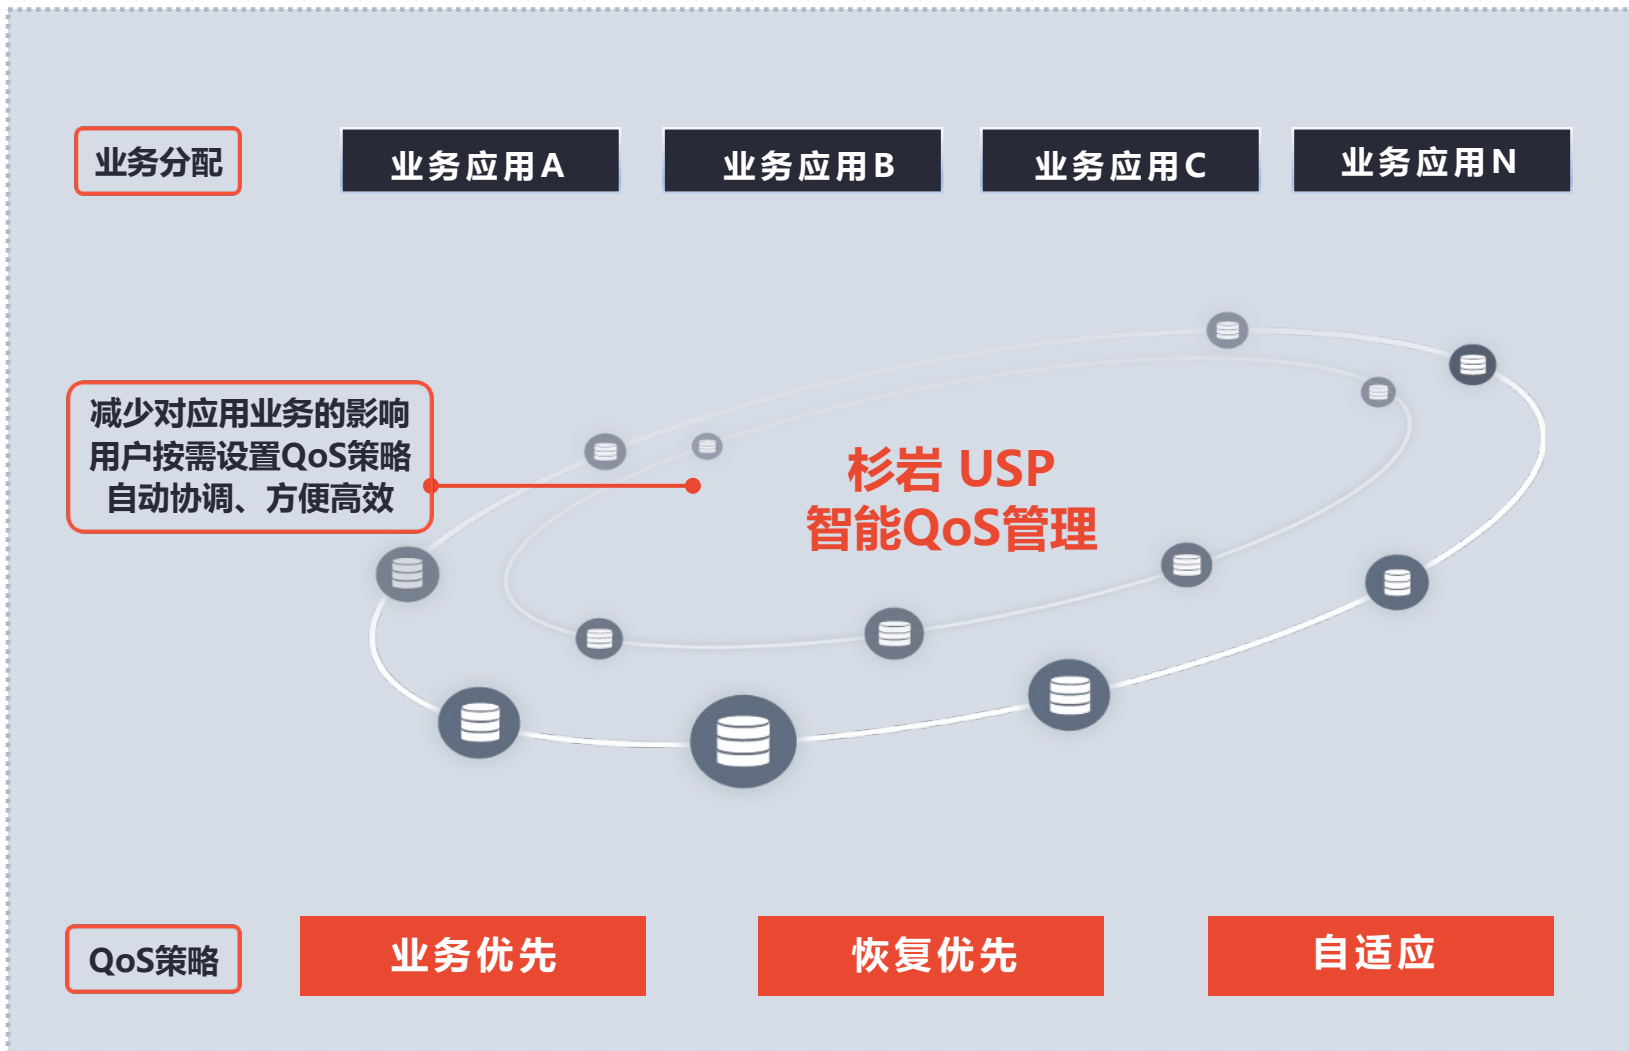 业务分配
业务应用A
业务应用B
业务应用C
业务应用N
减少对应用业务的影响
用户按需设置QoS策略
自动协调、方便高效
杉岩 USP
智能QoS管理
QoS策略
业务优先
恢复优先
自适应